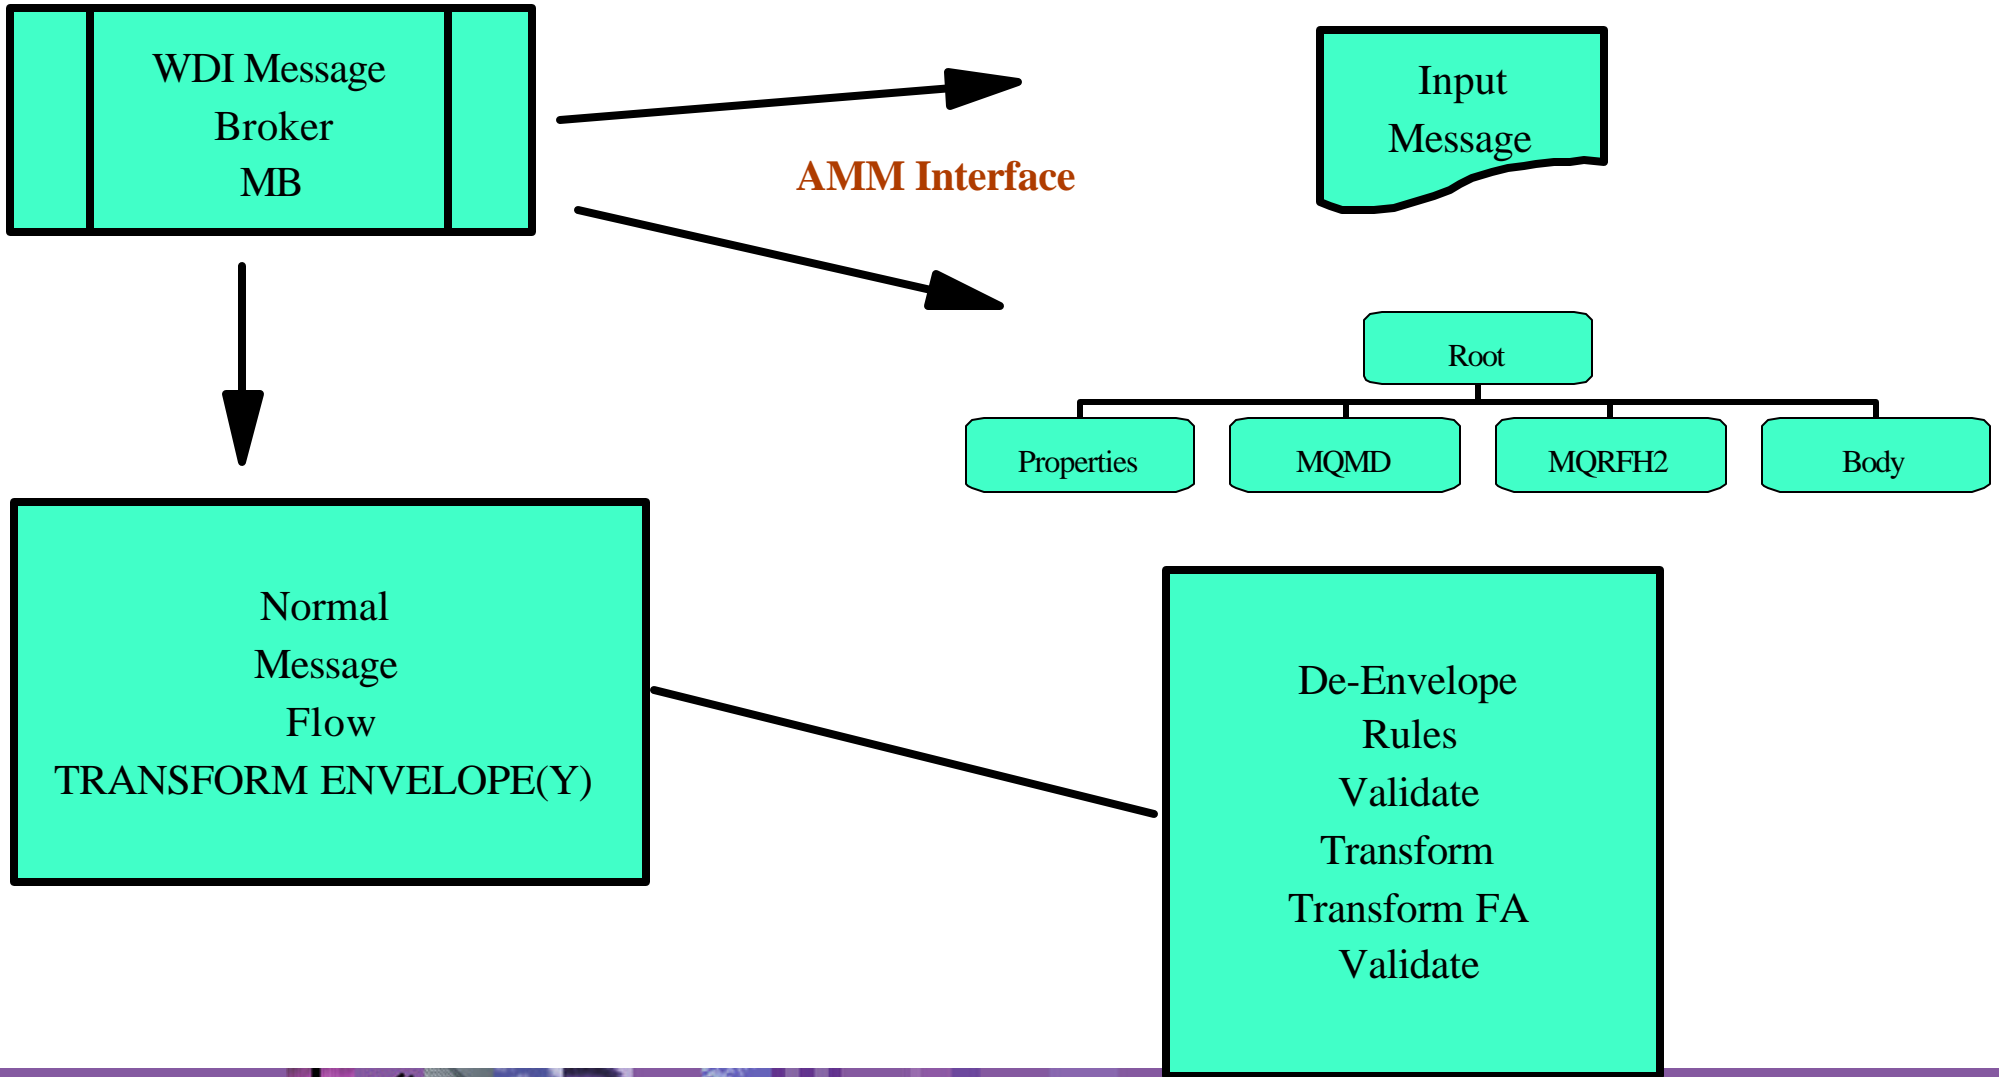 WDI Message
Broker
MB
AMM Interface
Input
Message
Root
Properties
MQMD
MQRFH2
Body
Normal
Message
Flow
TRANSFORM ENVELOPE(Y)
De-Envelope
Rules
Validate
Transform
Transform FA
Validate